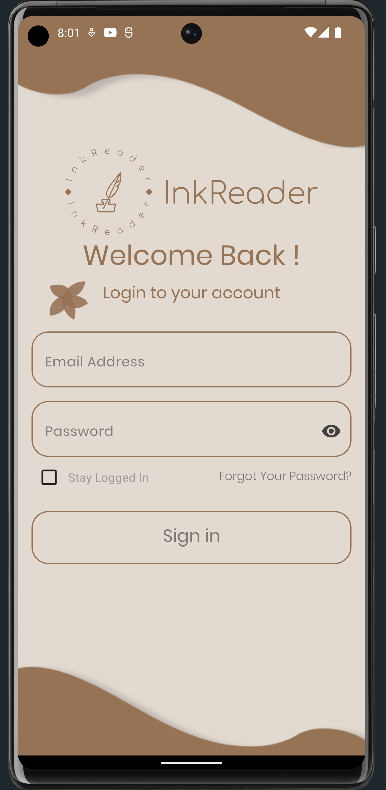 8:01
InkReader
InkReader
InkReader
Welcome Back !
Login to your account
Email Address
Password
Stay Logged In
Forgot Your Password?
Sign in